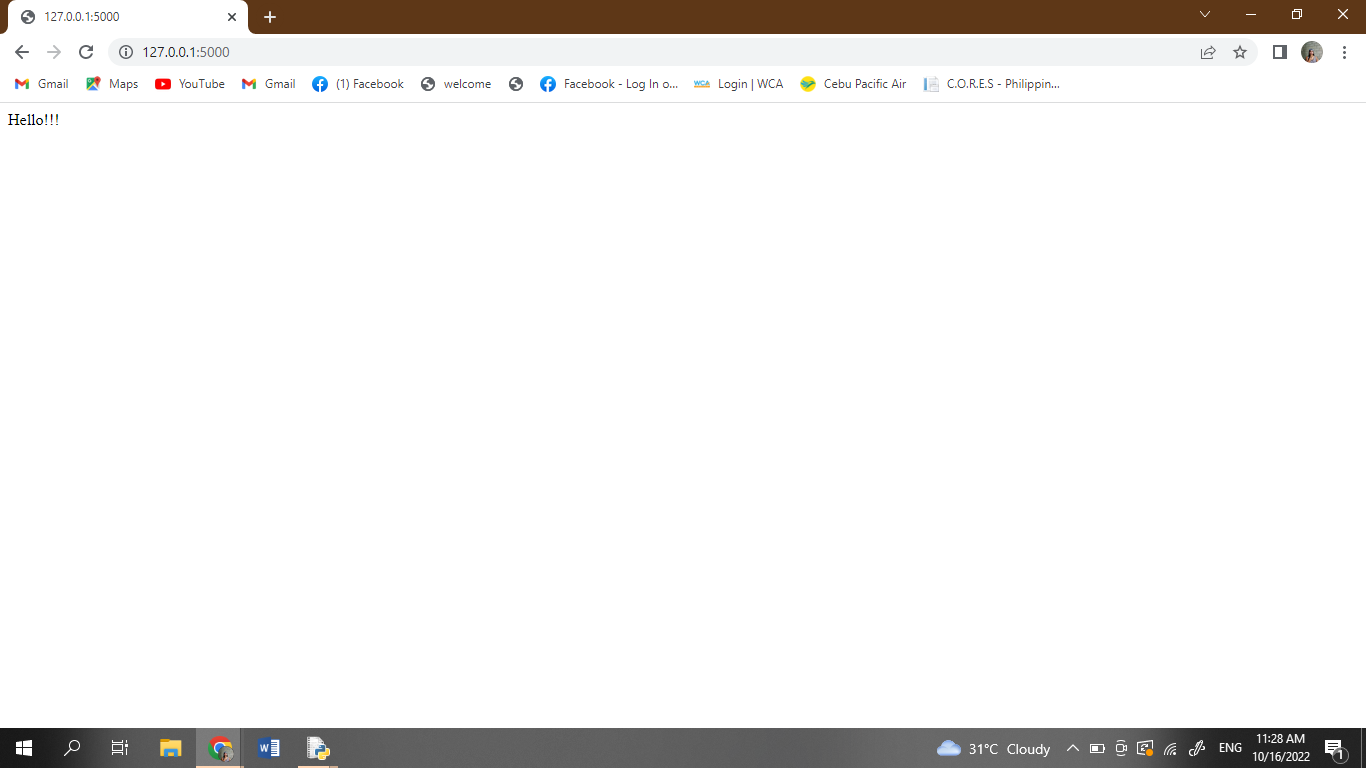 127.0.0.1:5000
127.0.0.1:5000
Gmail Maps YouTube Gmail (1) Facebook welcome Facebook - Log In o... WCA Login | WCA Cebu Pacific Air C.O.R.E.S - Philippin...
Hello!!!
W 31°C Cloudy ENG 11:28 AM
10/16/2022 1